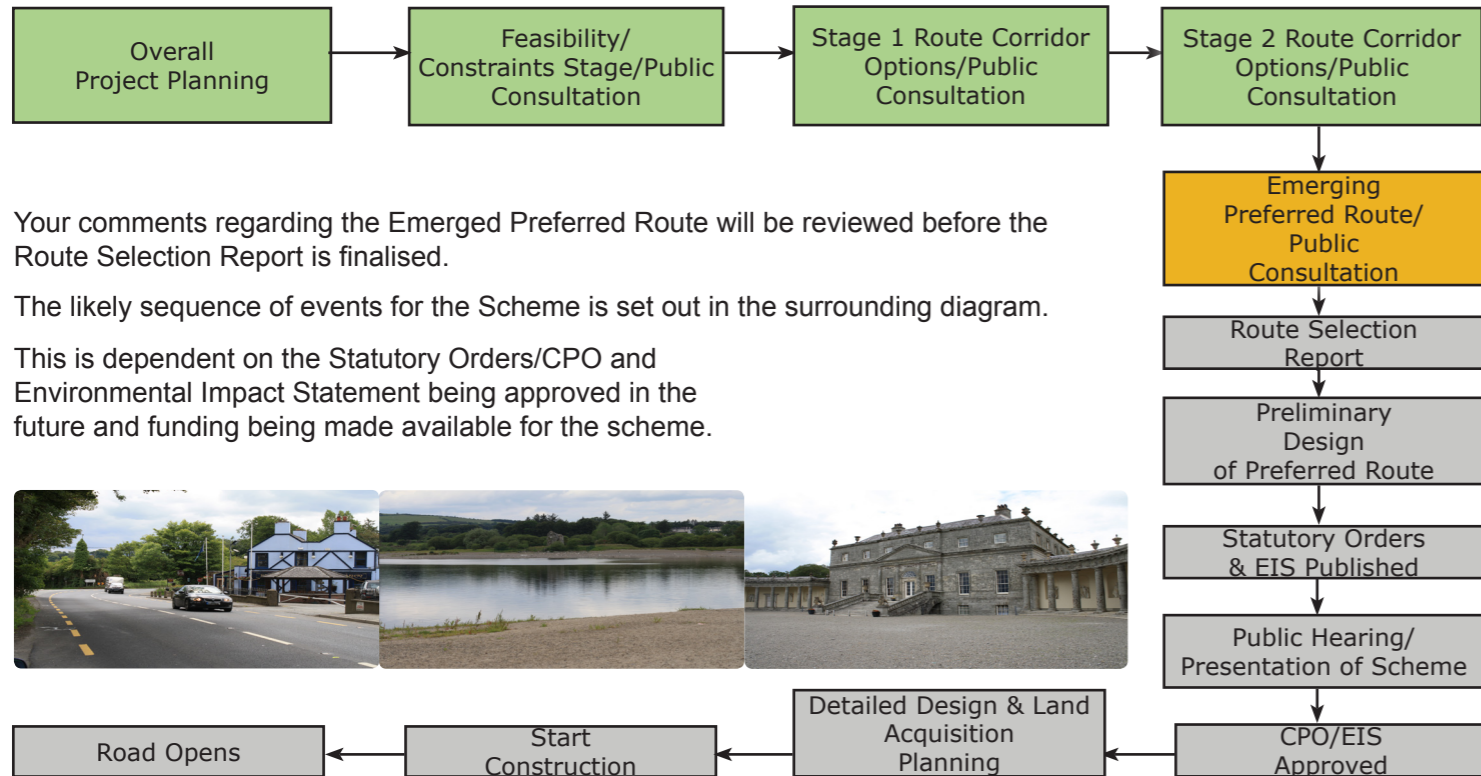 Overall
Project Planning
Feasibility/
Constraints Stage/Public
Consultation
Stage 1 Route Corridor
Options/Public
Consultation
Stage 2 Route Corridor
Options/Public
Consultation
Emerging
Preferred Route/
Public
Consultation
Your comments regarding the Emerged Preferred Route will be reviewed before the
Route Selection Report is finalised.
The likely sequence of events for the Scheme is set out in the surrounding diagram.
This is dependent on the Statutory Orders/CPO and
Environmental Impact Statement being approved in the
future and funding being made available for the scheme.
Route Selection
Report
Preliminary
Design
of Preferred Route
Statutory Orders
& EIS Published
Public Hearing/
Presentation of Scheme
CPO/EIS
Approved
Detailed Design & Land
Acquisition
Planning
Start
Construction
Road Opens